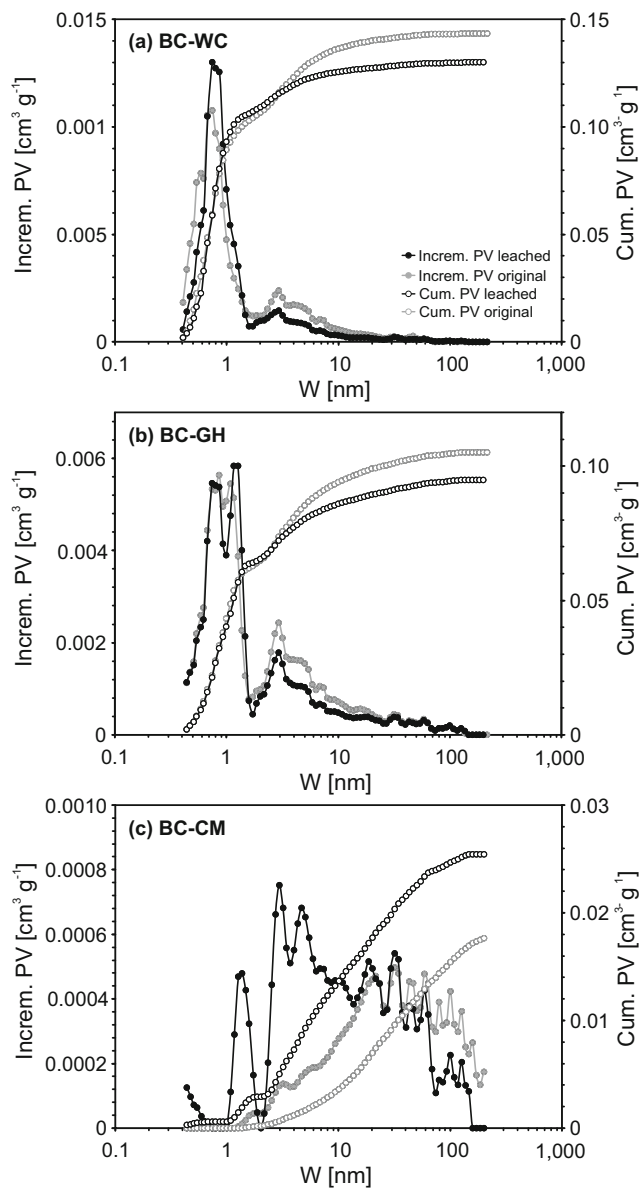 (a) BC-WC
0.015
0.001
0.005
0
Increm. PV [cm³ g⁻¹]
0.15
0.10
0.05
0
Cum. PV [cm³⁻ g¹]
Increm. PV leached
Increm. PV original
Cum. PV leached
Cum. PV original
0.1
1
10
100
1,000
W [nm]
(b) BC-GH
0.006
0.004
0.002
0
Increm. PV [cm³ g⁻¹]
0.10
0.05
0
Cum. PV [cm³⁻ g¹]
0.1
1
10
100
1,000
W [nm]
(c) BC-CM
0.0010
0.0008
0.0006
0.0004
0.0002
0
Increm. PV [cm³ g⁻¹]
0.03
0.02
0.01
0
Cum. PV [cm³⁻ g¹]
0.1
1
10
100
1,000
W [nm]